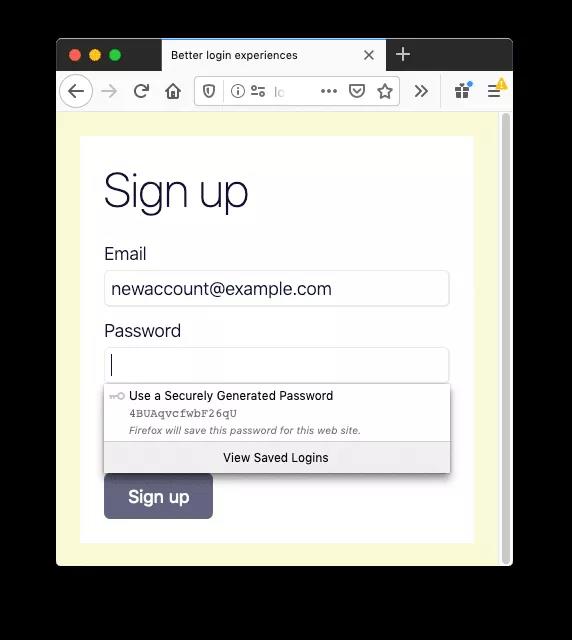 Better login experiences
lo
Sign up
Email
newaccount@example.com
Password
Use a Securely Generated Password
4BUAqvcfwbF26qU
Firefox will save this password for this web site.
View Saved Logins
Sign up